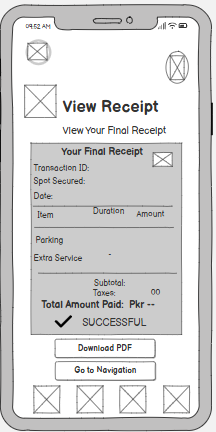 09:52 AM
View Receipt
View Your Final Receipt
Your Final Receipt
Transaction ID:
Spot Secured:
Date:
Item Duration Amount
Parking
Extra Service -
Subtotal:
Taxes: 00
Total Amount Paid: Pkr --
SUCCESSFUL
Download PDF
Go to Navigation